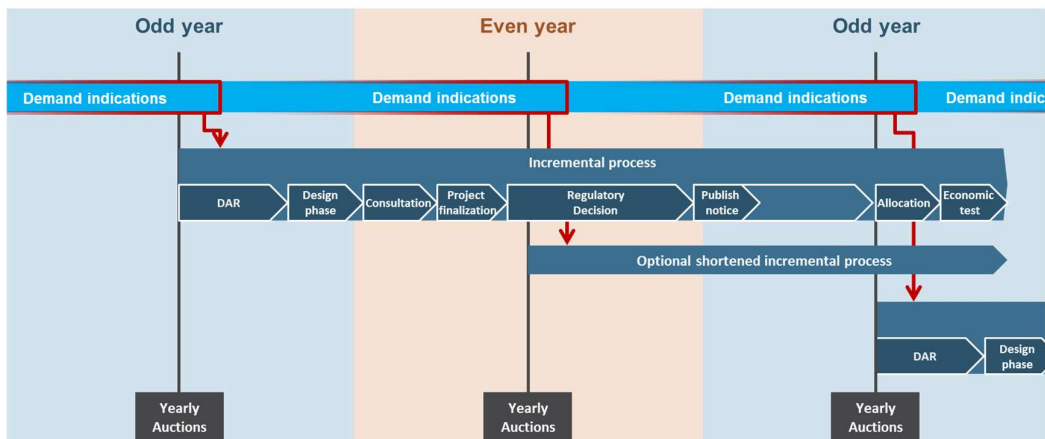 Odd year
Even year
Odd year
Demand indications
Demand indications
Demand indications
Demand indic
Incremental process
DAR
Design
phase
Consultation
Project
finalization
Regulatory
Decision
Publish
notice
Allocation
Economic
test
Optional shortened incremental process
DAR
Design
phase
Yearly
Auctions
Yearly
Auctions
Yearly
Auctions